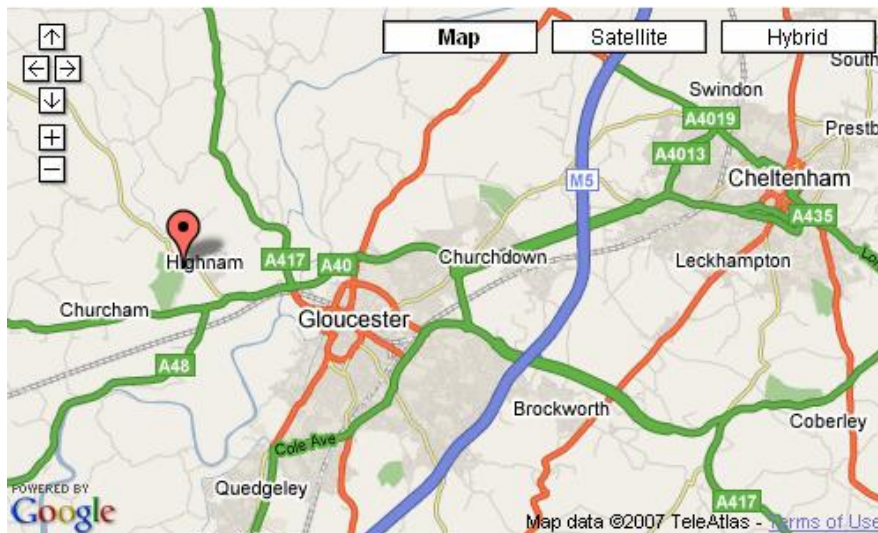 Map Satellite Hybrid
South
Swindon
A4019
Prestb
A4013
M5
Cheltenham
A435
Highnam
A417
A40
Churchdown
Leckhampton
Lon
Churcham
Gloucester
A48
Brockworth
Coberley
Cole Ave
Quedgeley
A417
POWERED BY
Google
Map data ©2007 TeleAtlas - Terms of Use